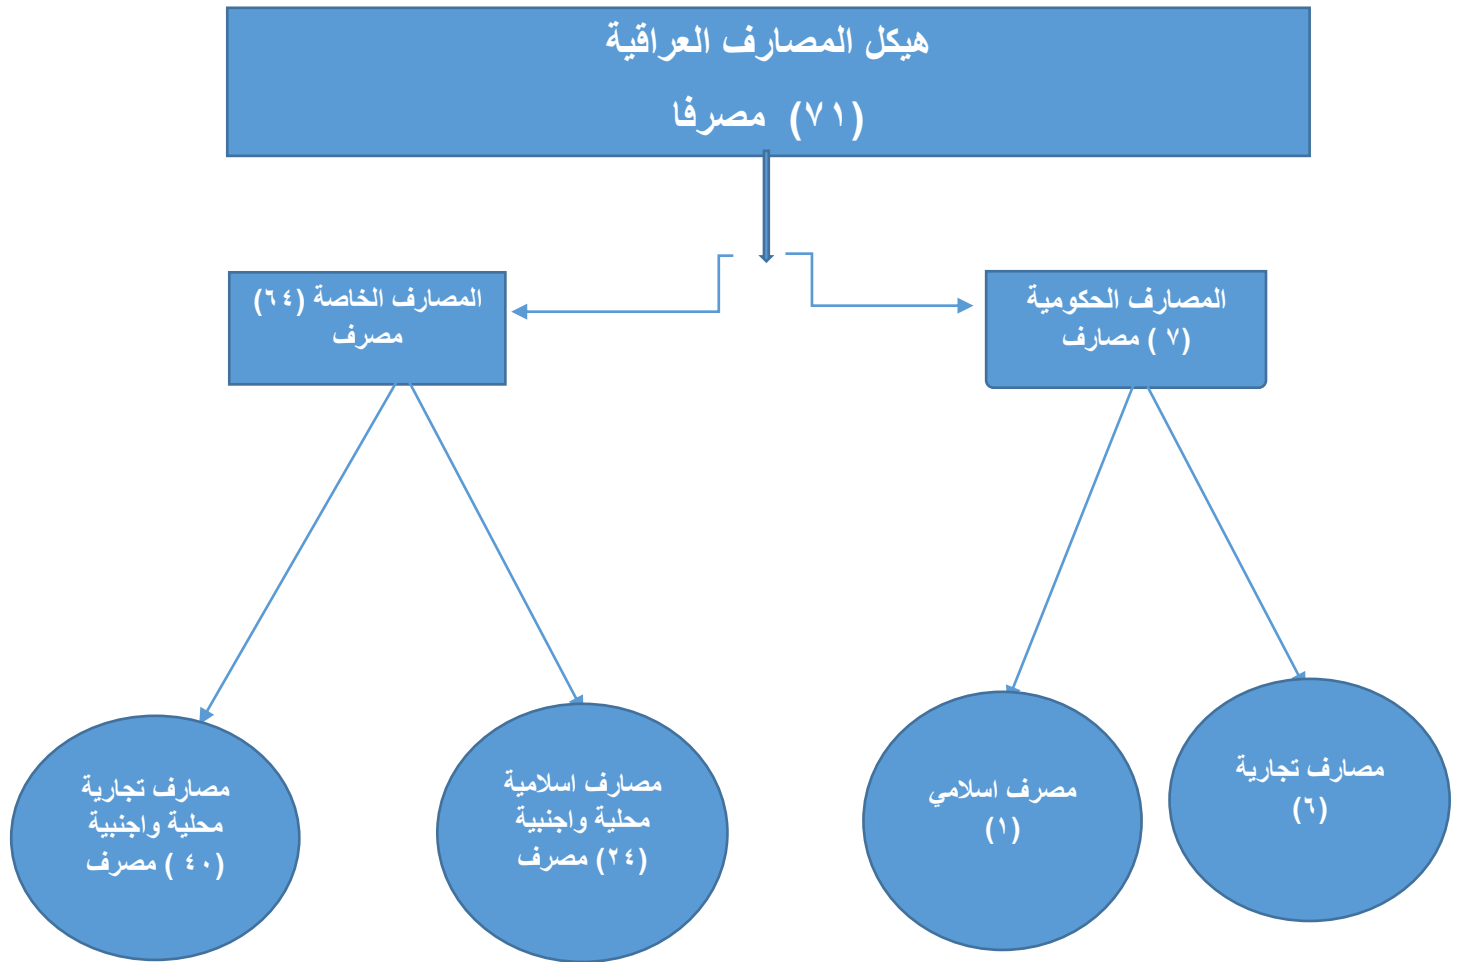 هيكل المصارف العراقية
(٧١) مصرفا
المصارف الحكومية
(٧ ) مصارف
المصارف الخاصة (٦٤)
مصرف
مصارف تجارية
(٦)
مصرف اسلامي
(١)
مصارف اسلامية
محلية واجنبية
(٢٤) مصرف
مصارف تجارية
محلية واجنبية
(٤٠ ) مصرف